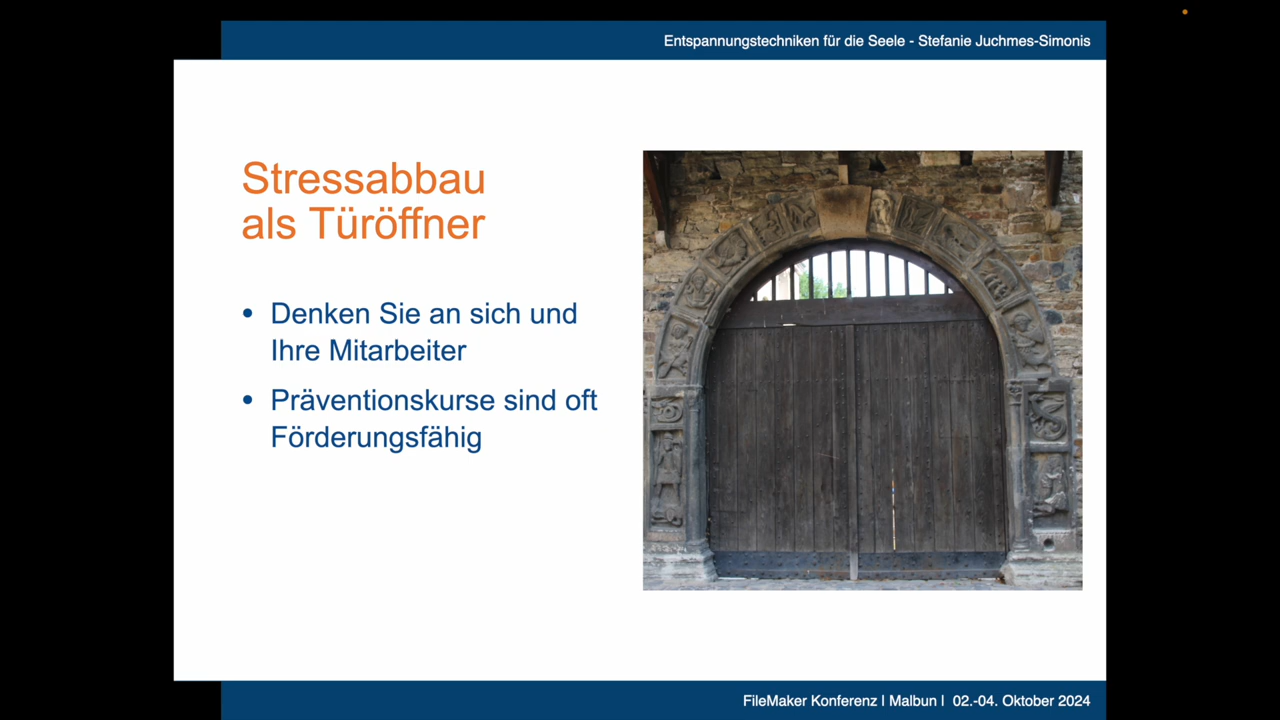 Entspannungstechniken für die Seele - Stefanie Juchmes-Simonis
Stressabbau
als Türöffner
• Denken Sie an sich und
Ihre Mitarbeiter
• Präventionskurse sind oft
Förderungsfähig
FileMaker Konferenz | Malbun | 02.-04. Oktober 2024